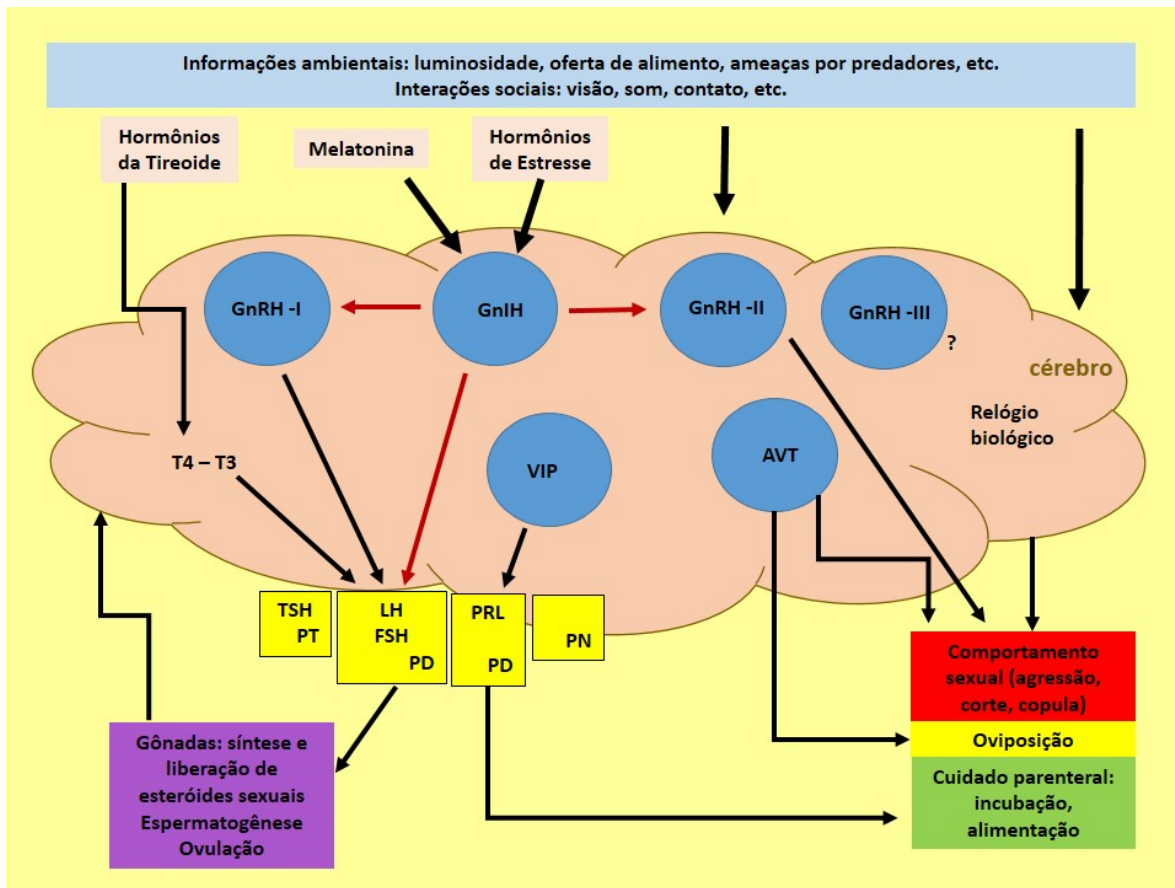 Informações ambientais: luminosidade, oferta de alimento, ameaças por predadores, etc.
Interações sociais: visão, som, contato, etc.
Hormônios
da Tireoide
Melatonina
Hormônios
de Estresse
GnRH -I
GnIH
GnRH -II
GnRH -III
?
cérebro
Relógio
biológico
T4 – T3
VIP
AVT
TSH
PT
LH
FSH
PD
PRL
PD
PN
Comportamento
sexual (agressão,
corte, copula)
Oviposição
Cuidado parenteral:
incubação,
alimentação
Gônadas: síntese e
liberação de
esteróides sexuais
Espermatogênese
Ovulação